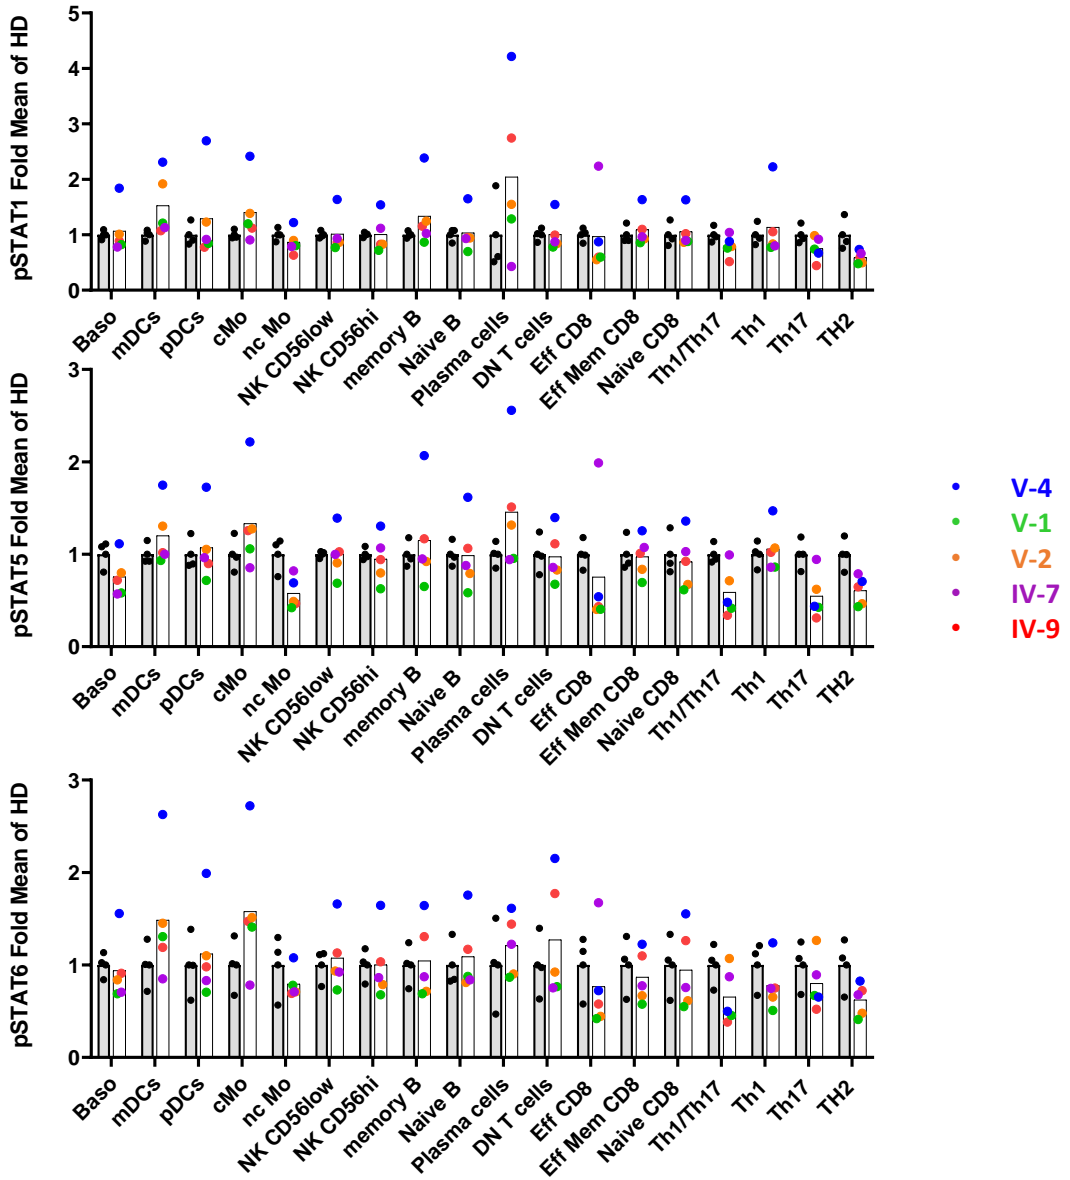 pSTAT1 Fold Mean of HD
5
4
3
2
1
0
Baso
mDCs
pDCs
cMo
nc Mo
NK CD56low
NK CD56hi
memory B
Naive B
Plasma cells
DN T cells
Eff CD8
Eff Mem CD8
Naive CD8
Th1/Th17
Th1
Th17
TH2
pSTAT5 Fold Mean of HD
3
2
1
0
Baso
mDCs
pDCs
cMo
nc Mo
NK CD56low
NK CD56hi
memory B
Naive B
Plasma cells
DN T cells
Eff CD8
Eff Mem CD8
Naive CD8
Th1/Th17
Th1
Th17
TH2
V-4
V-1
V-2
IV-7
IV-9
pSTAT6 Fold Mean of HD
3
2
1
0
Baso
mDCs
pDCs
cMo
nc Mo
NK CD56low
NK CD56hi
memory B
Naive B
Plasma cells
DN T cells
Eff CD8
Eff Mem CD8
Naive CD8
Th1/Th17
Th1
Th17
TH2